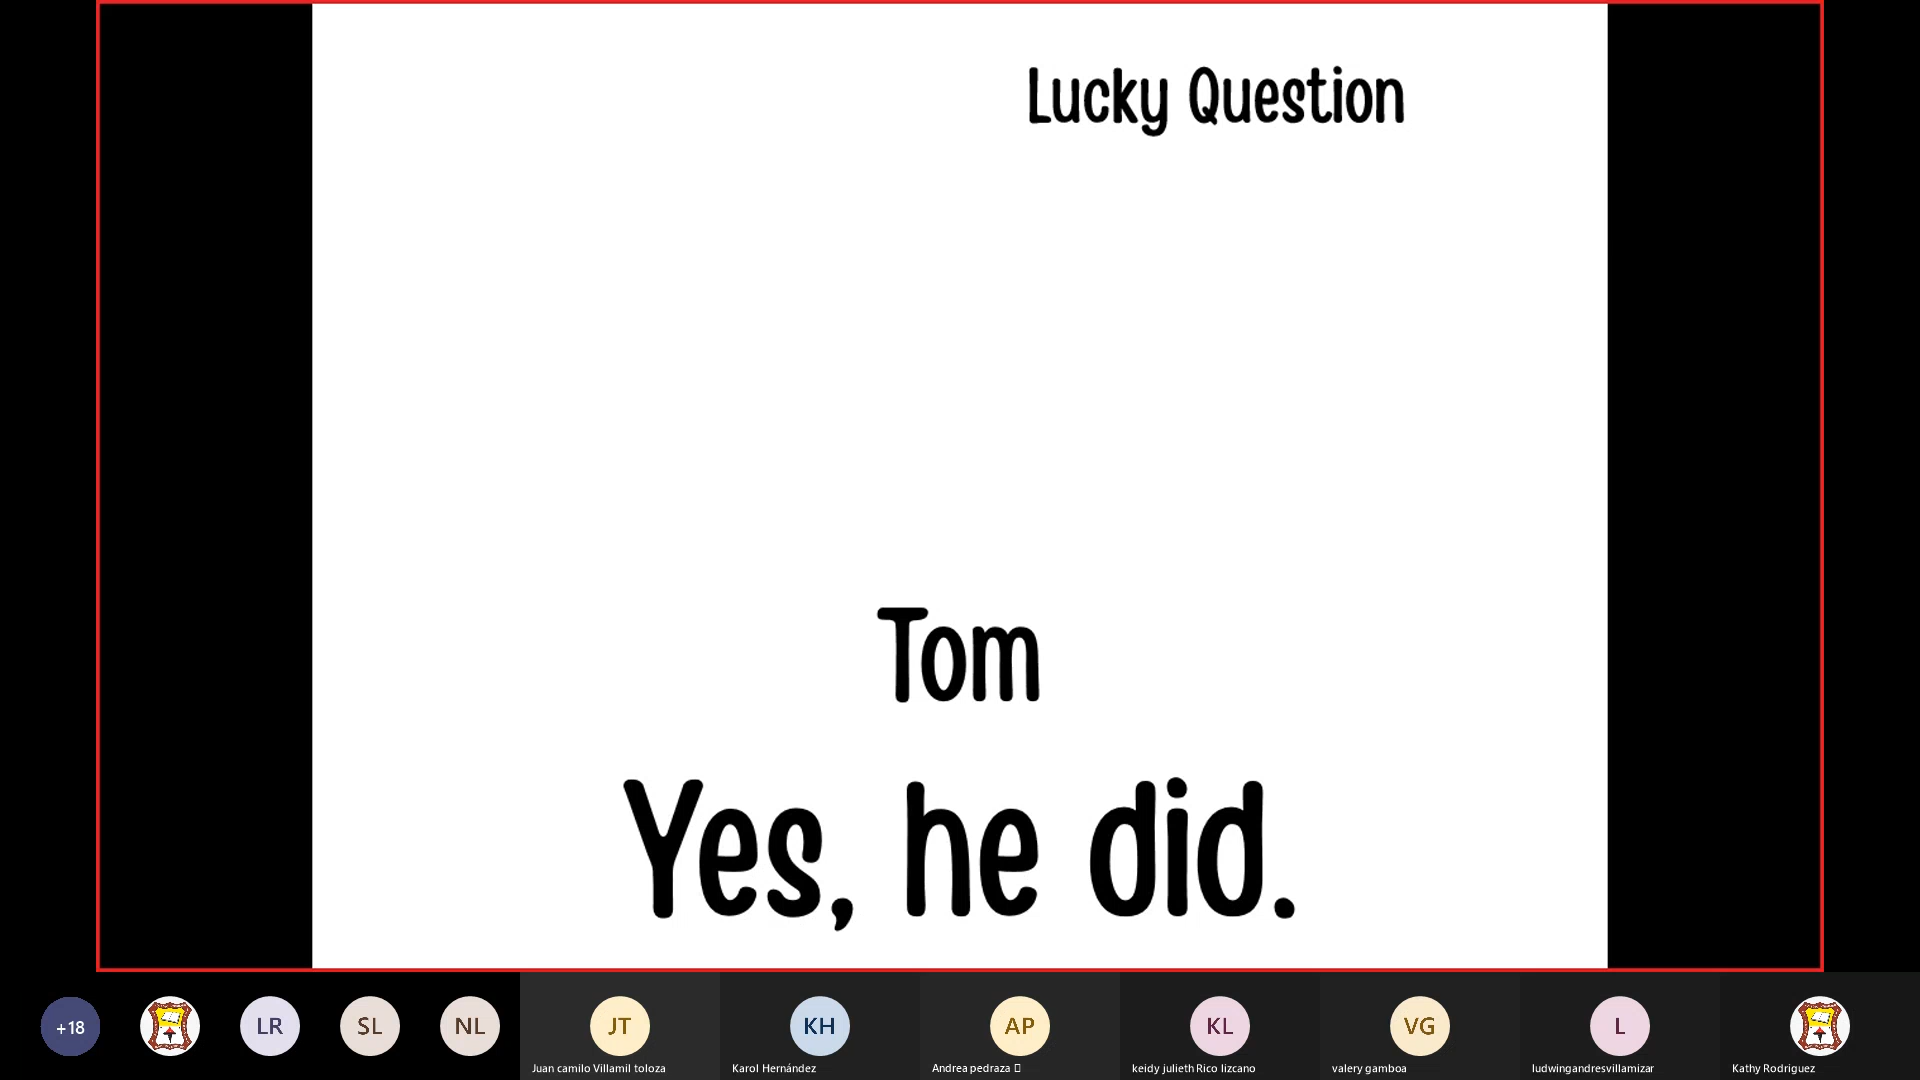 Lucky Question
Tom
Yes, he did.
+18
LR
SL
NL
JT
KH
AP
KL
VG
L
Juan camilo Villamil toloza
Karol Hernández
Andrea pedraza
keidy julieth Rico lizcano
valery gamboa
ludwingandresvillamizar
Kathy Rodriguez